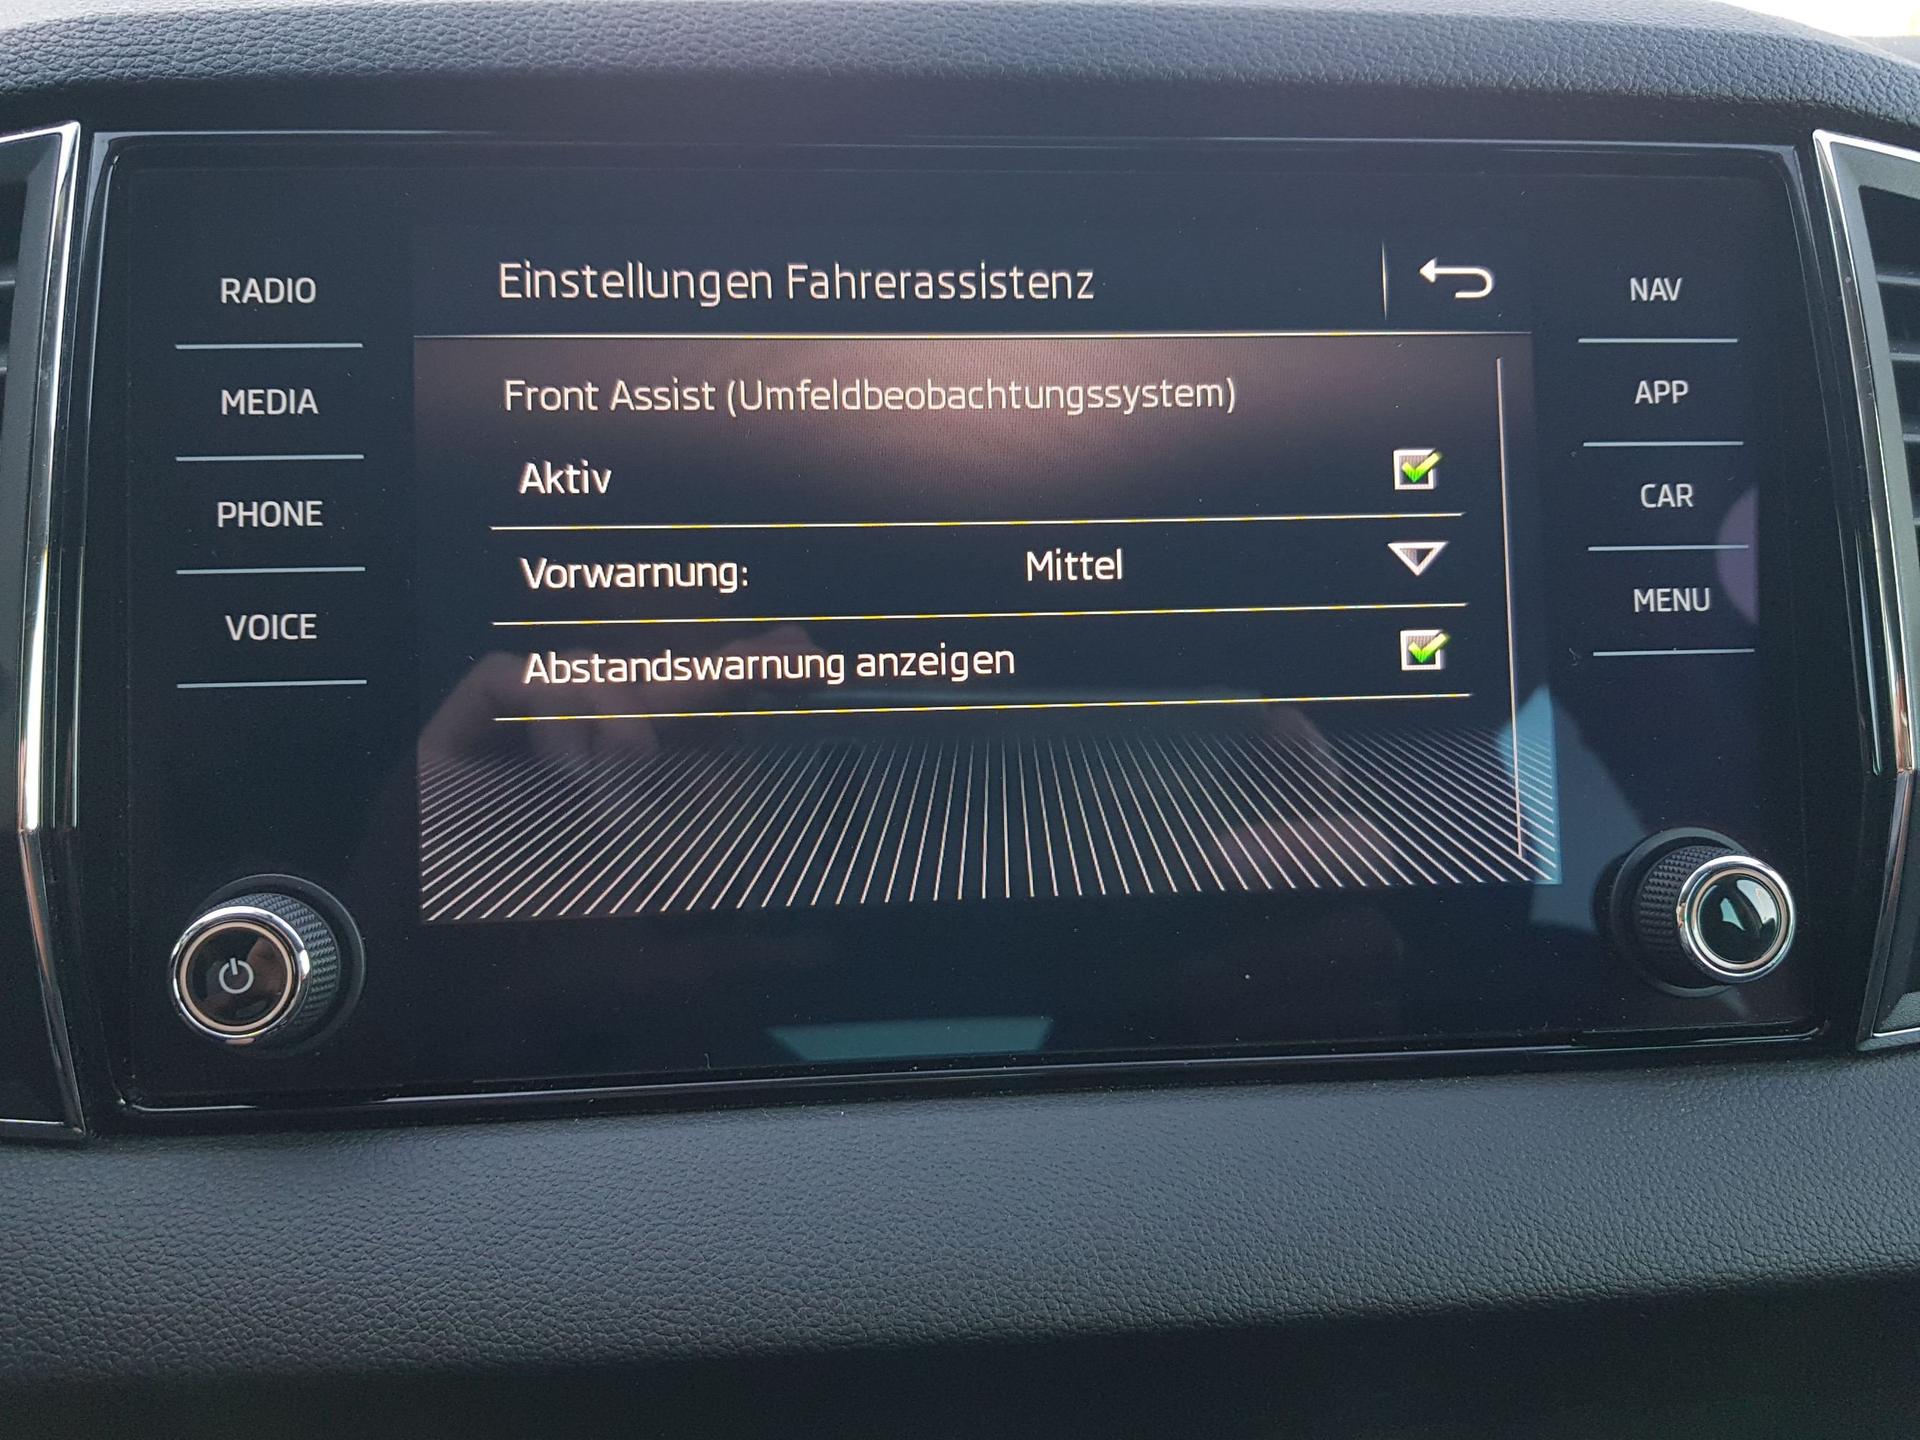 RADIO
MEDIA
PHONE
VOICE
Einstellungen Fahrerassistenz
Front Assist (Umfeldbeobachtungssystem)
Aktiv
Vorwarnung: Mittel
Abstandswarnung anzeigen
NAV
APP
CAR
MENU